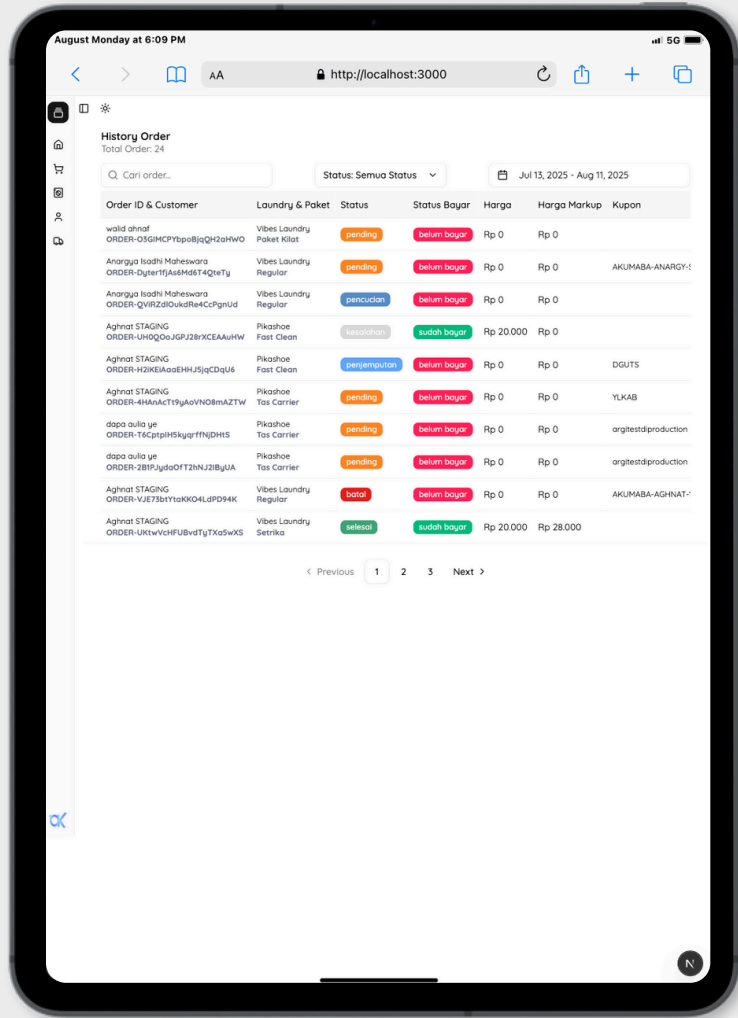 August Monday at 6:09 PM
5G
AA
http://localhost:3000
History Order
Total Order: 24
Cari order...
Status: Semua Status
Jul 13, 2025 - Aug 11, 2025
Order ID & Customer Laundry & Paket Status Status Bayar Harga Harga Markup Kupon
walid ahnaf Vibes Laundry
ORDER-O3GIMCPYbpoBjqQH2aHWO Paket Kilat pending belum bayar Rp 0 Rp 0
Anargya Isadhi Maheswara Vibes Laundry
ORDER-Dyter1fjAs6Md6T4QteTy Regular pending belum bayar Rp 0 Rp 0 AKUMABA-ANARGY-S
Anargya Isadhi Maheswara Vibes Laundry
ORDER-QViRZdlOukdRe4CcPgnUd Regular pencucian belum bayar Rp 0 Rp 0
Aghnat STAGING Pikashoe
ORDER-UH0QOoJGPJ28rXCEAAuHW Fast Clean kesalahan sudah bayar Rp 20.000 Rp 0
Aghnat STAGING Pikashoe
ORDER-H2iKEiAaaEHHJ5jqCDqU6 Fast Clean penjemputan belum bayar Rp 0 Rp 0 DGUTS
Aghnat STAGING Pikashoe
ORDER-4HAnAcTt9yAoVNO8mAZTW Tas Carrier pending belum bayar Rp 0 Rp 0 YLKAB
dapa aulia ye Pikashoe
ORDER-T6CptplH5kyqrffNjDHtS Tas Carrier pending belum bayar Rp 0 Rp 0 argitestdiproduction
dapa aulia ye Pikashoe
ORDER-2B1PJydaOfT2hNJ2lByUA Tas Carrier pending belum bayar Rp 0 Rp 0 argitestdiproduction
Aghnat STAGING Vibes Laundry
ORDER-VJE73btYtaKKO4LdPD94K Regular batal belum bayar Rp 0 Rp 0 AKUMABA-AGHNAT-
Aghnat STAGING Vibes Laundry
ORDER-UKtwVcHFUBvdTyTXa5wXS Setrika selesai sudah bayar Rp 20.000 Rp 28.000
Previous 1 2 3 Next
N